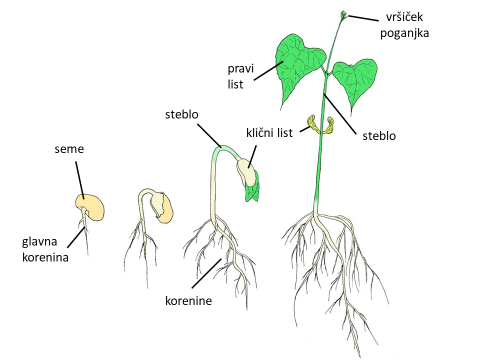 vršiček
poganjka
pravi
list
steblo
klični list
steblo
seme
glavna
korenina
korenine